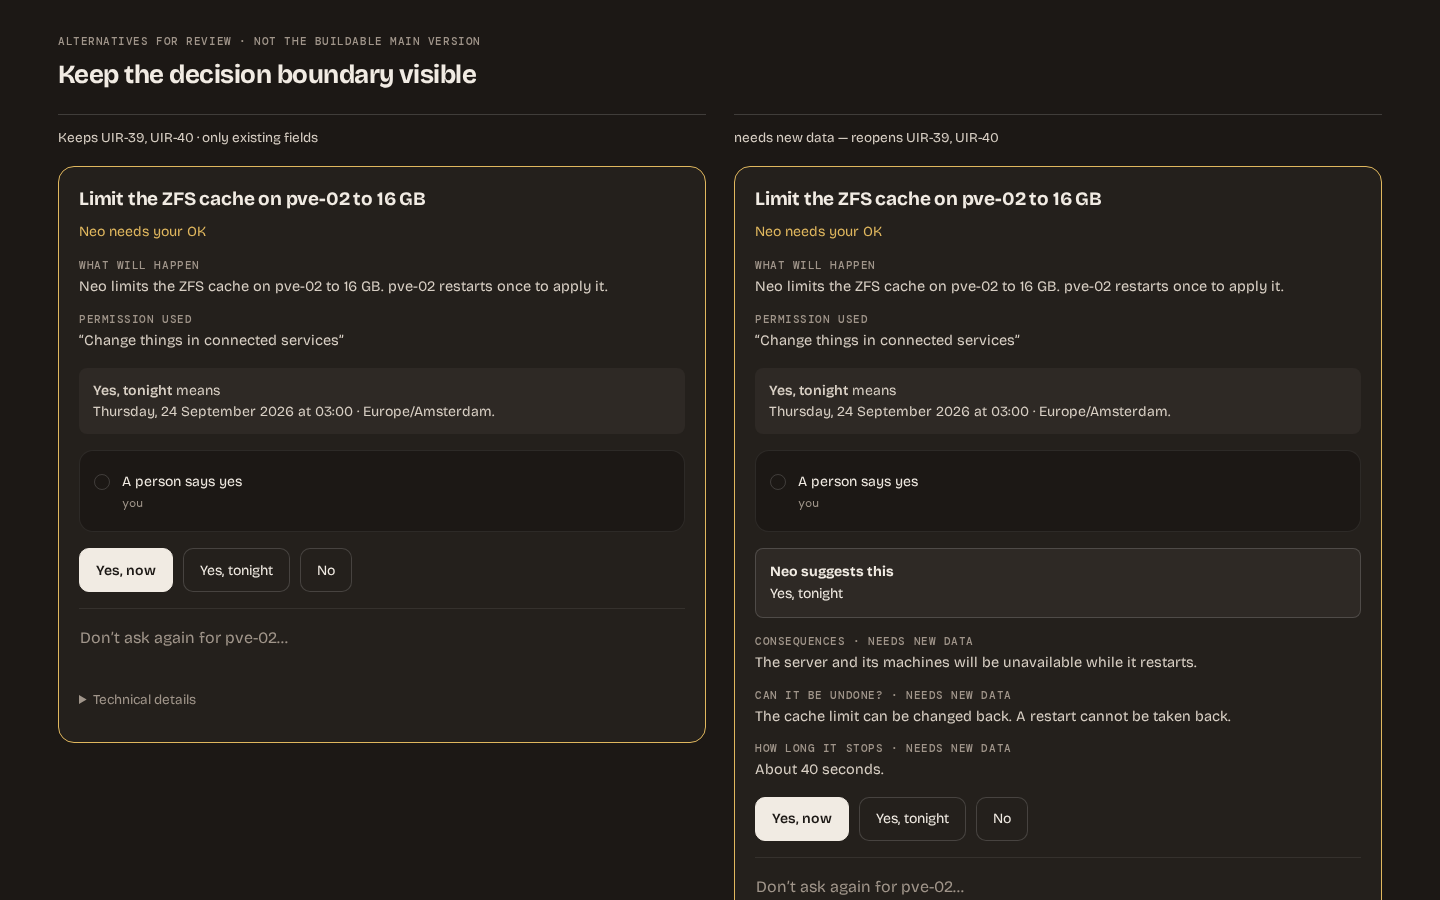 ALTERNATIVES FOR REVIEW · NOT THE BUILDABLE MAIN VERSION
Keep the decision boundary visible
Keeps UIR-39, UIR-40 · only existing fields
Limit the ZFS cache on pve-02 to 16 GB
Neo needs your OK
WHAT WILL HAPPEN
Neo limits the ZFS cache on pve-02 to 16 GB. pve-02 restarts once to apply it.
PERMISSION USED
“Change things in connected services”
Yes, tonight means
Thursday, 24 September 2026 at 03:00 · Europe/Amsterdam.
A person says yes
you
Yes, now
Yes, tonight
No
Don’t ask again for pve-02...
Technical details
needs new data — reopens UIR-39, UIR-40
Limit the ZFS cache on pve-02 to 16 GB
Neo needs your OK
WHAT WILL HAPPEN
Neo limits the ZFS cache on pve-02 to 16 GB. pve-02 restarts once to apply it.
PERMISSION USED
“Change things in connected services”
Yes, tonight means
Thursday, 24 September 2026 at 03:00 · Europe/Amsterdam.
A person says yes
you
Neo suggests this
Yes, tonight
CONSEQUENCES · NEEDS NEW DATA
The server and its machines will be unavailable while it restarts.
CAN IT BE UNDONE? · NEEDS NEW DATA
The cache limit can be changed back. A restart cannot be taken back.
HOW LONG IT STOPS · NEEDS NEW DATA
About 40 seconds.
Yes, now
Yes, tonight
No
Don’t ask again for pve-02...